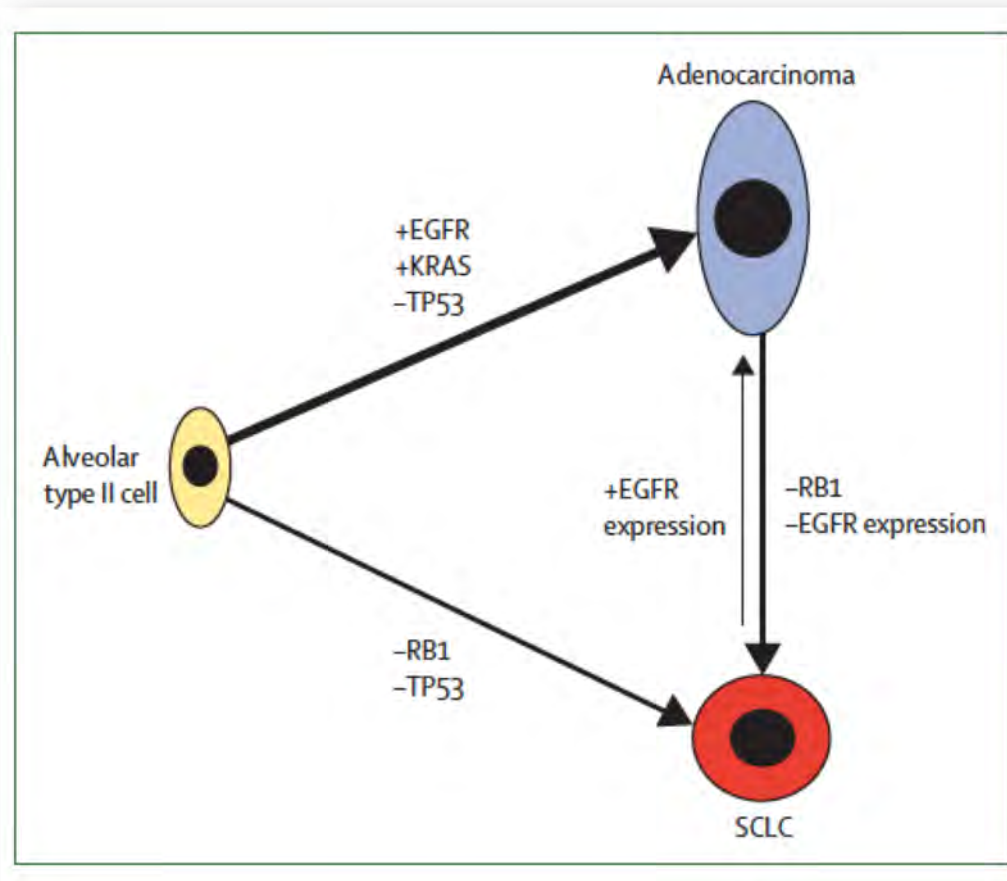 Adenocarcinoma
+EGFR
+KRAS
–TP53
Alveolar
type II cell
+EGFR
expression
–RB1
–EGFR expression
–RB1
–TP53
SCLC